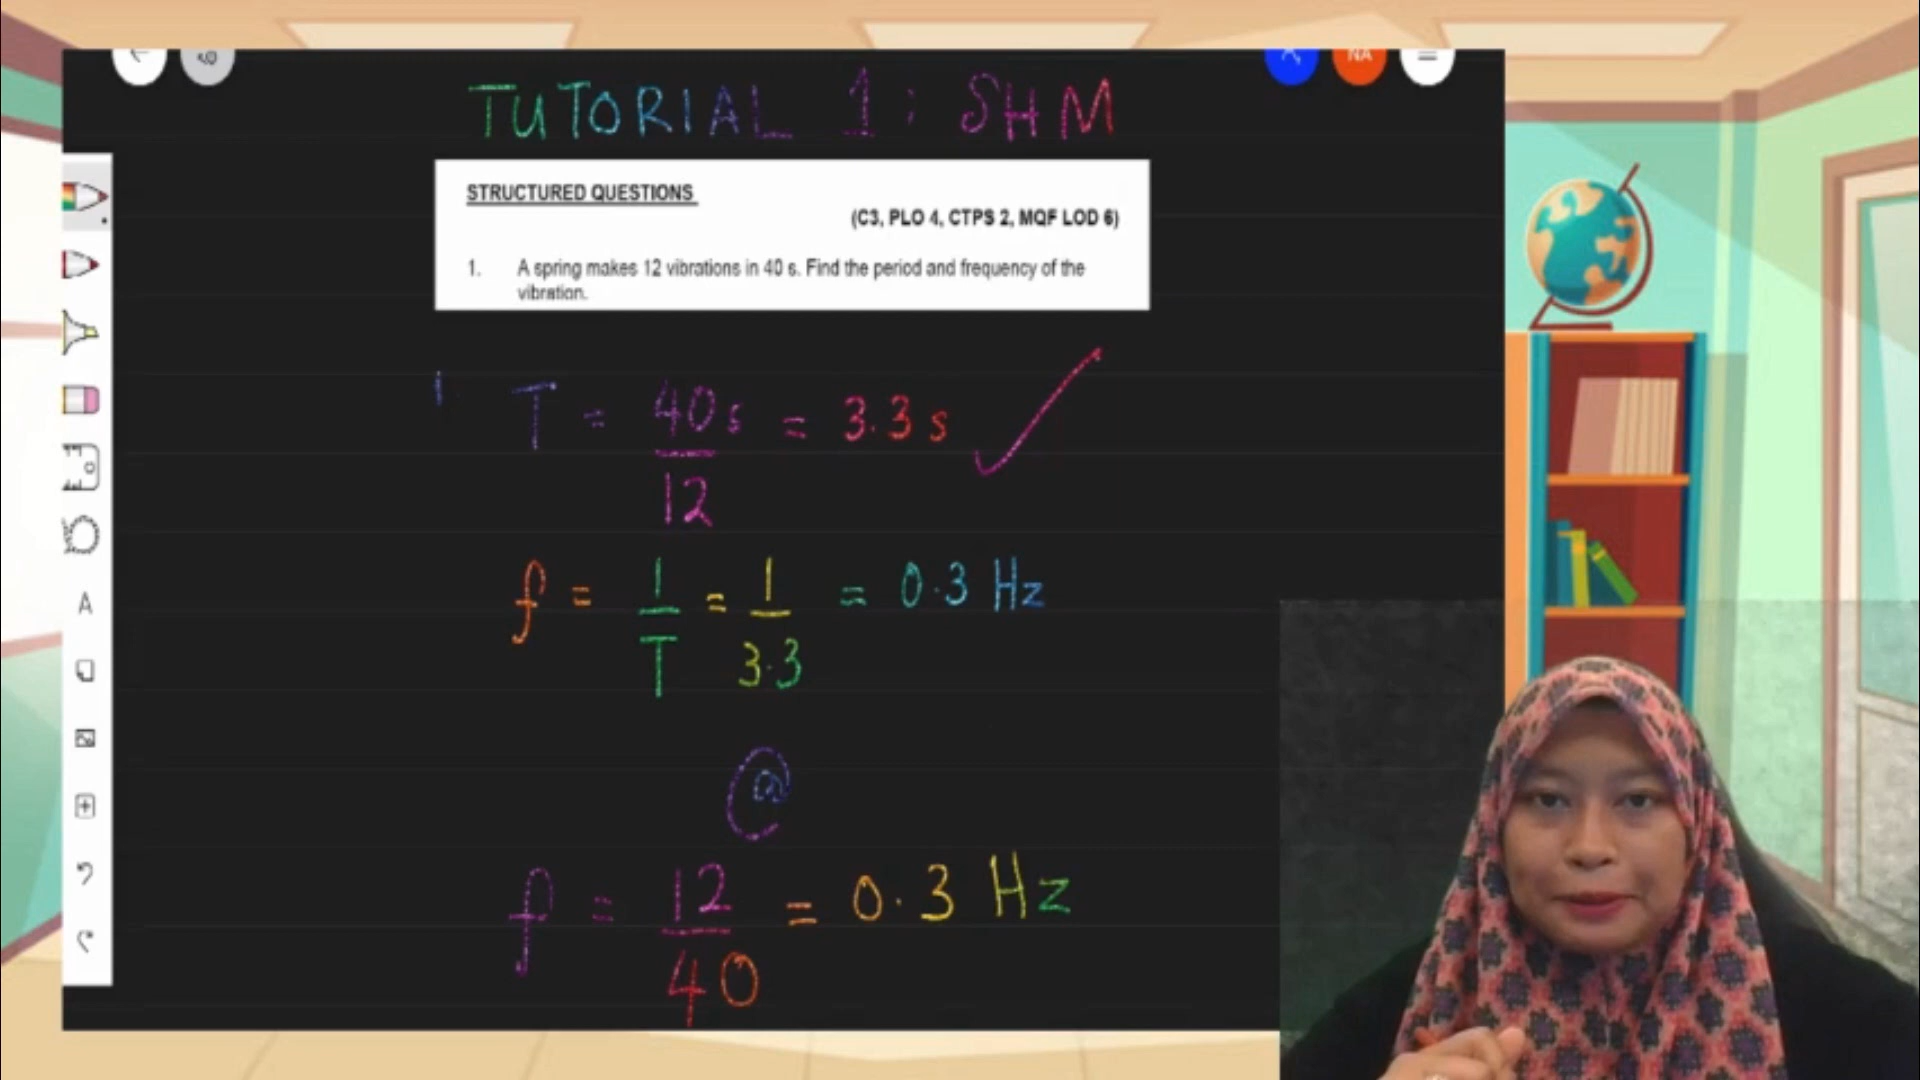 NA
TUTORIAL 1: SHM
STRUCTURED QUESTIONS
(C3, PLO 4, CTPS 2, MQF LOD 6)
1. A spring makes 12 vibrations in 40 s. Find the period and frequency of the
vibration.
1 T = 40s / 12 = 3.3 s ✓
f = 1 / T = 1 / 3.3 = 0.3 Hz
@
f = 12 / 40 = 0.3 Hz
A